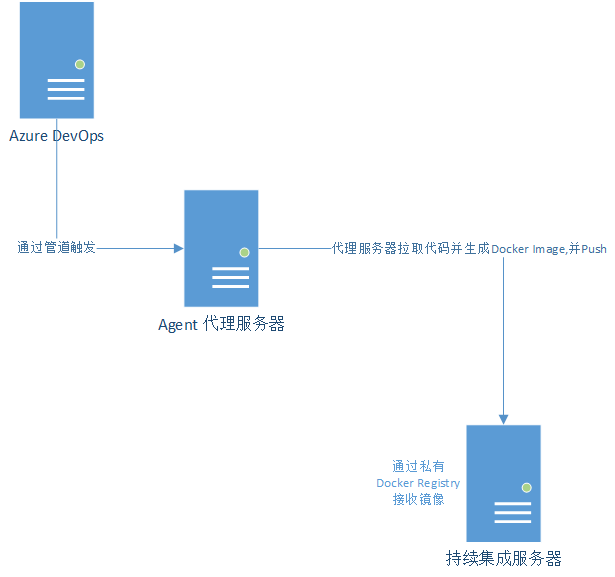 Azure DevOps
通过管道触发
代理服务器拉取代码并生成Docker Image,并Push
Agent 代理服务器
通过私有
Docker Registry
接收镜像
持续集成服务器